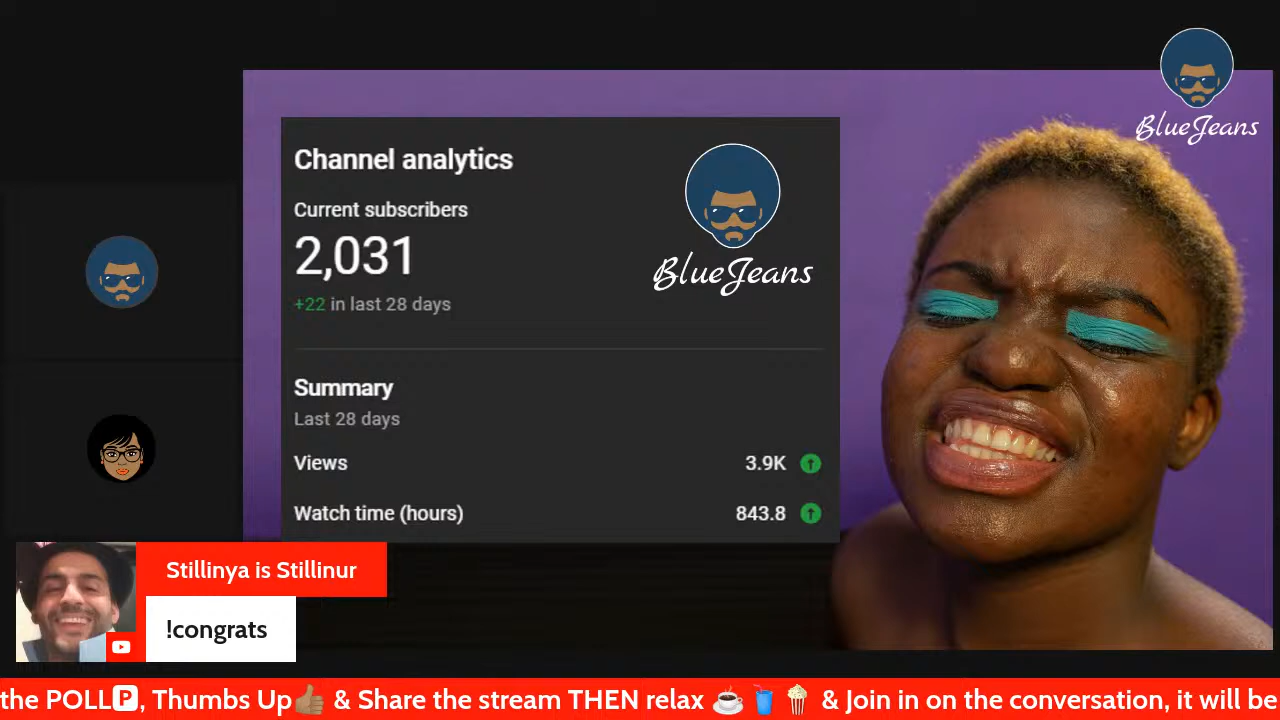 BlueJeans
Channel analytics
BlueJeans
Current subscribers
2,031
+22 in last 28 days
Summary
Last 28 days
Views 3.9K
Watch time (hours) 843.8
Stillinya is Stillinur
!congrats
the POLL🅿, Thumbs Up👍🏾 & Share the stream THEN relax ☕🥤🍿 & Join in on the conversation, it will be